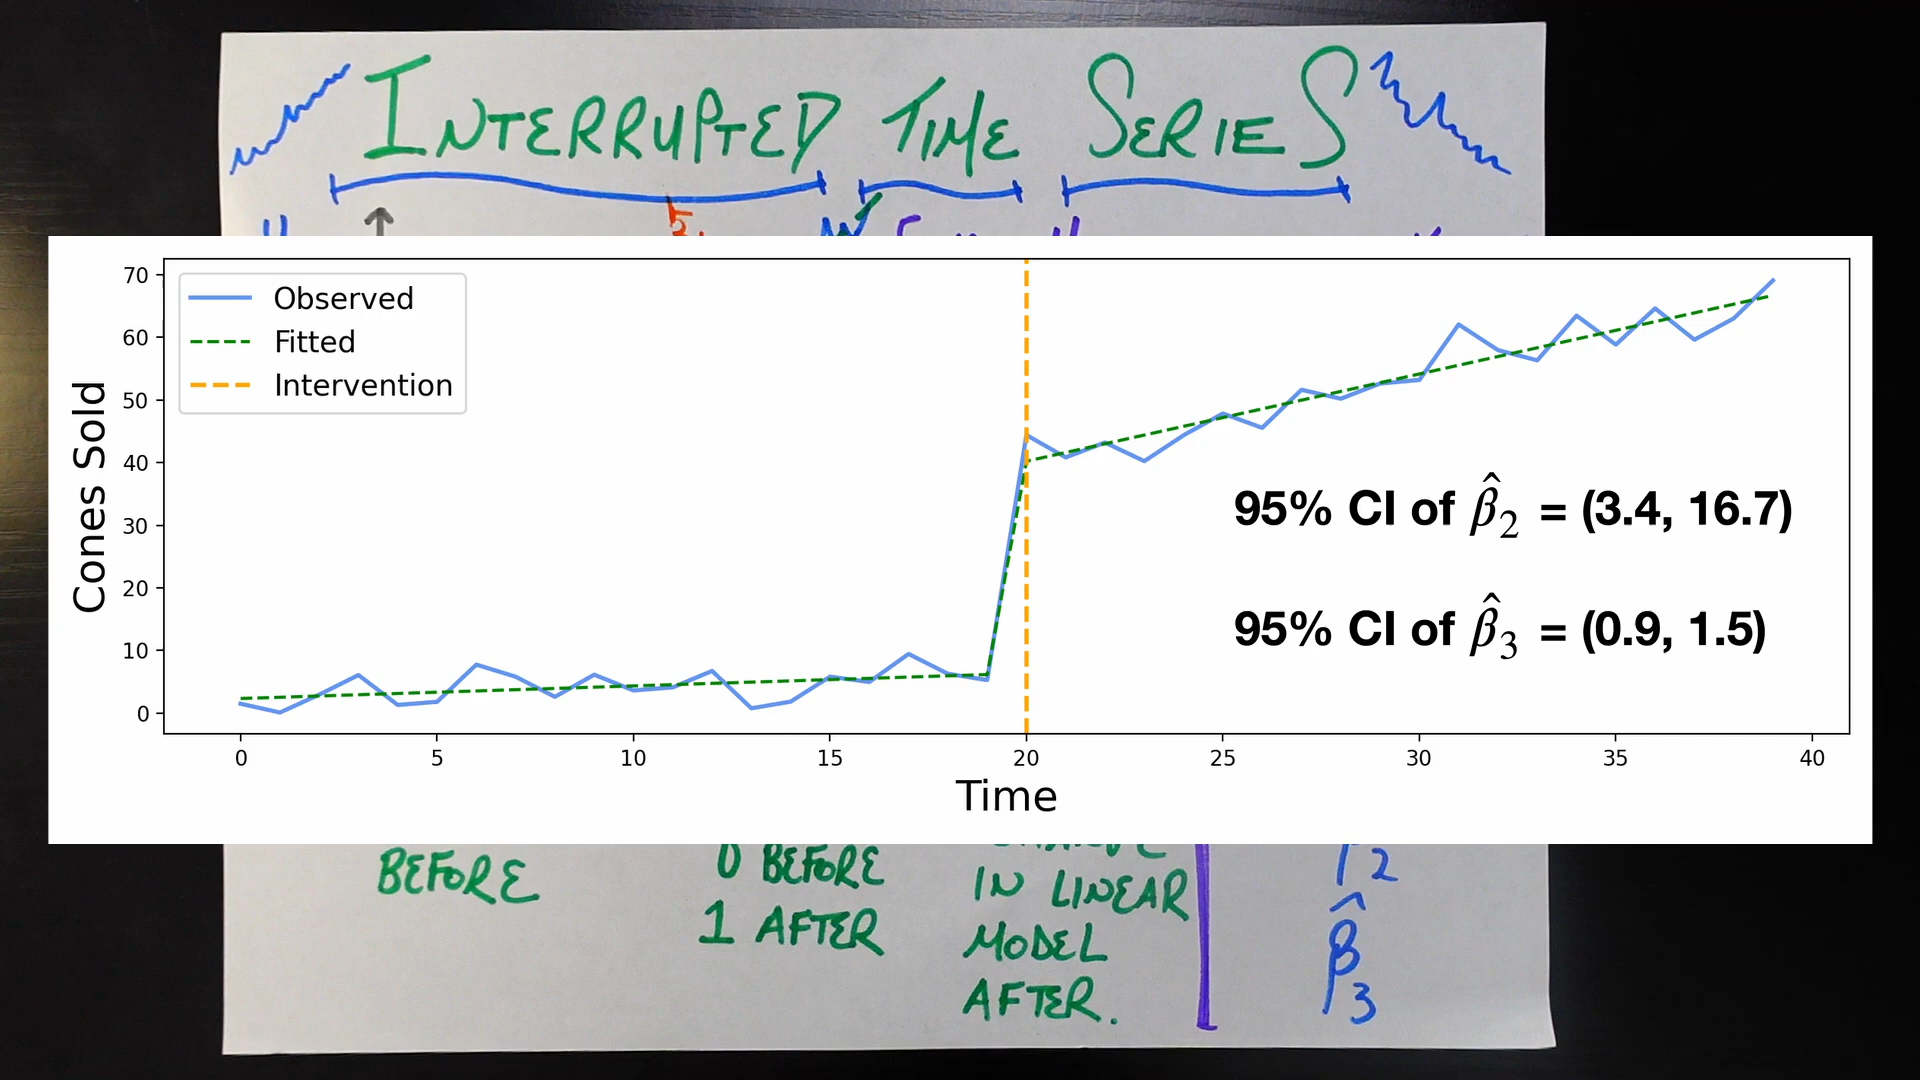 INTERRUPTED TIME SERIES
70
60
50
40
30
20
10
0
Cones Sold
Observed
Fitted
Intervention
95% CI of β̂₂ = (3.4, 16.7)
95% CI of β̂₃ = (0.9, 1.5)
0 5 10 15 20 25 30 35 40
Time
BEFORE
0 BEFORE
1 AFTER
IN LINEAR
MODEL
AFTER.
β̂
3